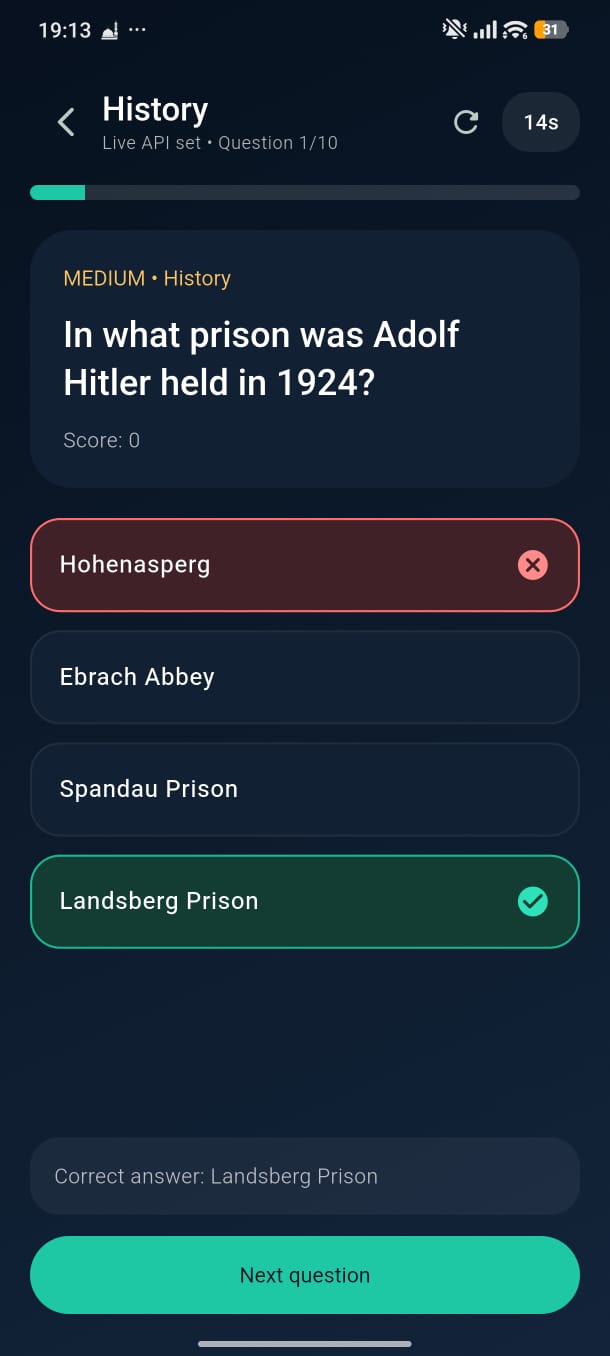 19:13 ...
6 31
History
Live API set • Question 1/10
14s
MEDIUM • History
In what prison was Adolf
Hitler held in 1924?
Score: 0
Hohenasperg
Ebrach Abbey
Spandau Prison
Landsberg Prison
Correct answer: Landsberg Prison
Next question